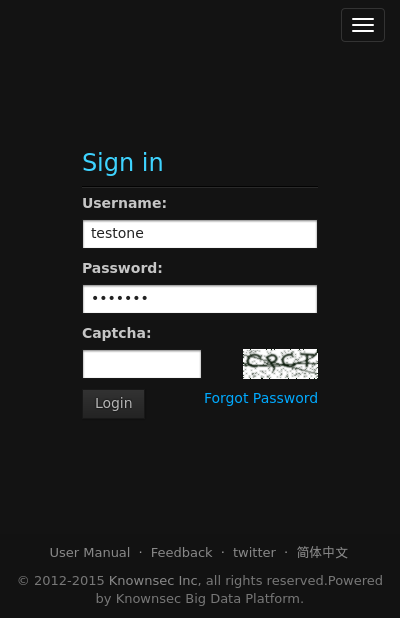 Sign in
Username:
testone
Password:
•••••••
Captcha:
Login
Forgot Password
User Manual · Feedback · twitter · 简体中文
© 2012-2015 Knownsec Inc, all rights reserved.Powered
by Knownsec Big Data Platform.